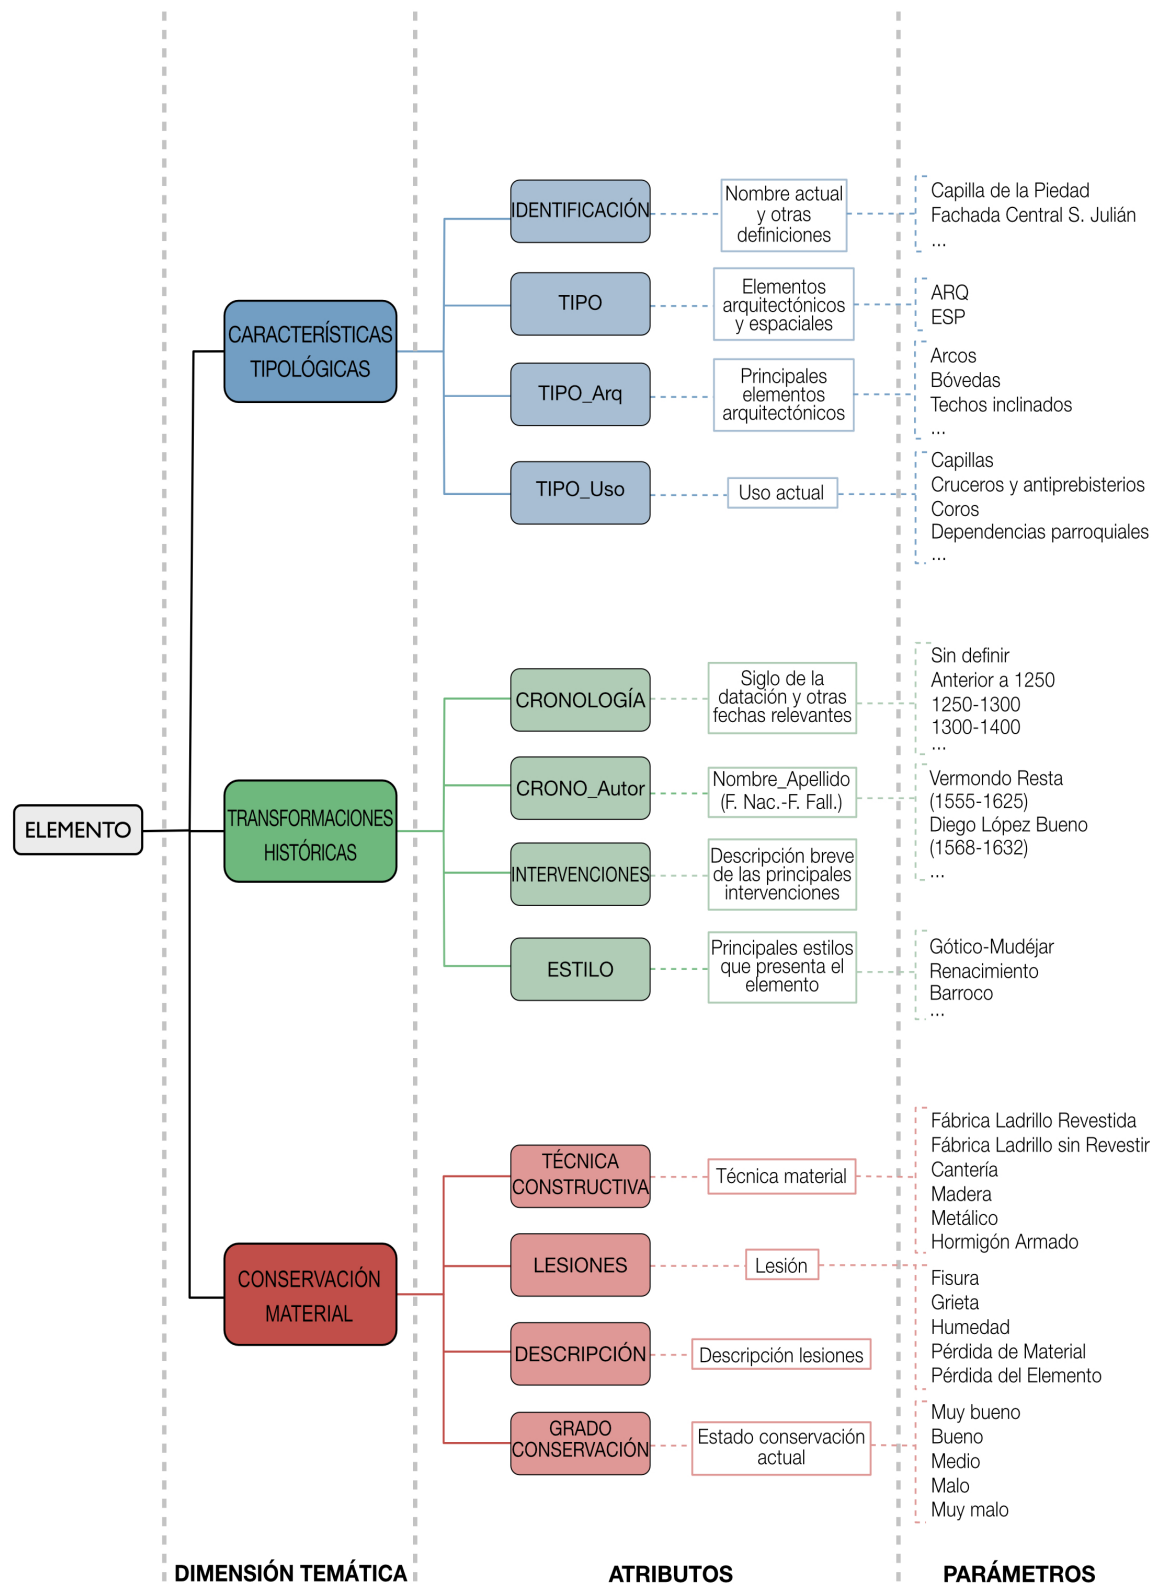 ELEMENTO
CARACTERÍSTICAS
TIPOLÓGICAS
IDENTIFICACIÓN
Nombre actual
y otras
definiciones
Capilla de la Piedad
Fachada Central S. Julián
...
TIPO
Elementos
arquitectónicos
y espaciales
ARQ
ESP
TIPO_Arq
Principales
elementos
arquitectónicos
Arcos
Bóvedas
Techos inclinados
...
TIPO_Uso
Uso actual
Capillas
Cruceros y antiprebisterios
Coros
Dependencias parroquiales
...
TRANSFORMACIONES
HISTÓRICAS
CRONOLOGÍA
Siglo de la
datación y otras
fechas relevantes
Sin definir
Anterior a 1250
1250-1300
1300-1400
...
CRONO_Autor
Nombre_Apellido
(F. Nac.-F. Fall.)
Vermondo Resta
(1555-1625)
Diego López Bueno
(1568-1632)
...
INTERVENCIONES
Descripción breve
de las principales
intervenciones
ESTILO
Principales estilos
que presenta el
elemento
Gótico-Mudéjar
Renacimiento
Barroco
...
CONSERVACIÓN
MATERIAL
TÉCNICA
CONSTRUCTIVA
Técnica material
Fábrica Ladrillo Revestida
Fábrica Ladrillo sin Revestir
Cantería
Madera
Metálico
Hormigón Armado
LESIONES
Lesión
Fisura
Grieta
Humedad
Pérdida de Material
Pérdida del Elemento
DESCRIPCIÓN
Descripción lesiones
GRADO
CONSERVACIÓN
Estado conservación
actual
Muy bueno
Bueno
Medio
Malo
Muy malo
DIMENSIÓN TEMÁTICA
ATRIBUTOS
PARÁMETROS